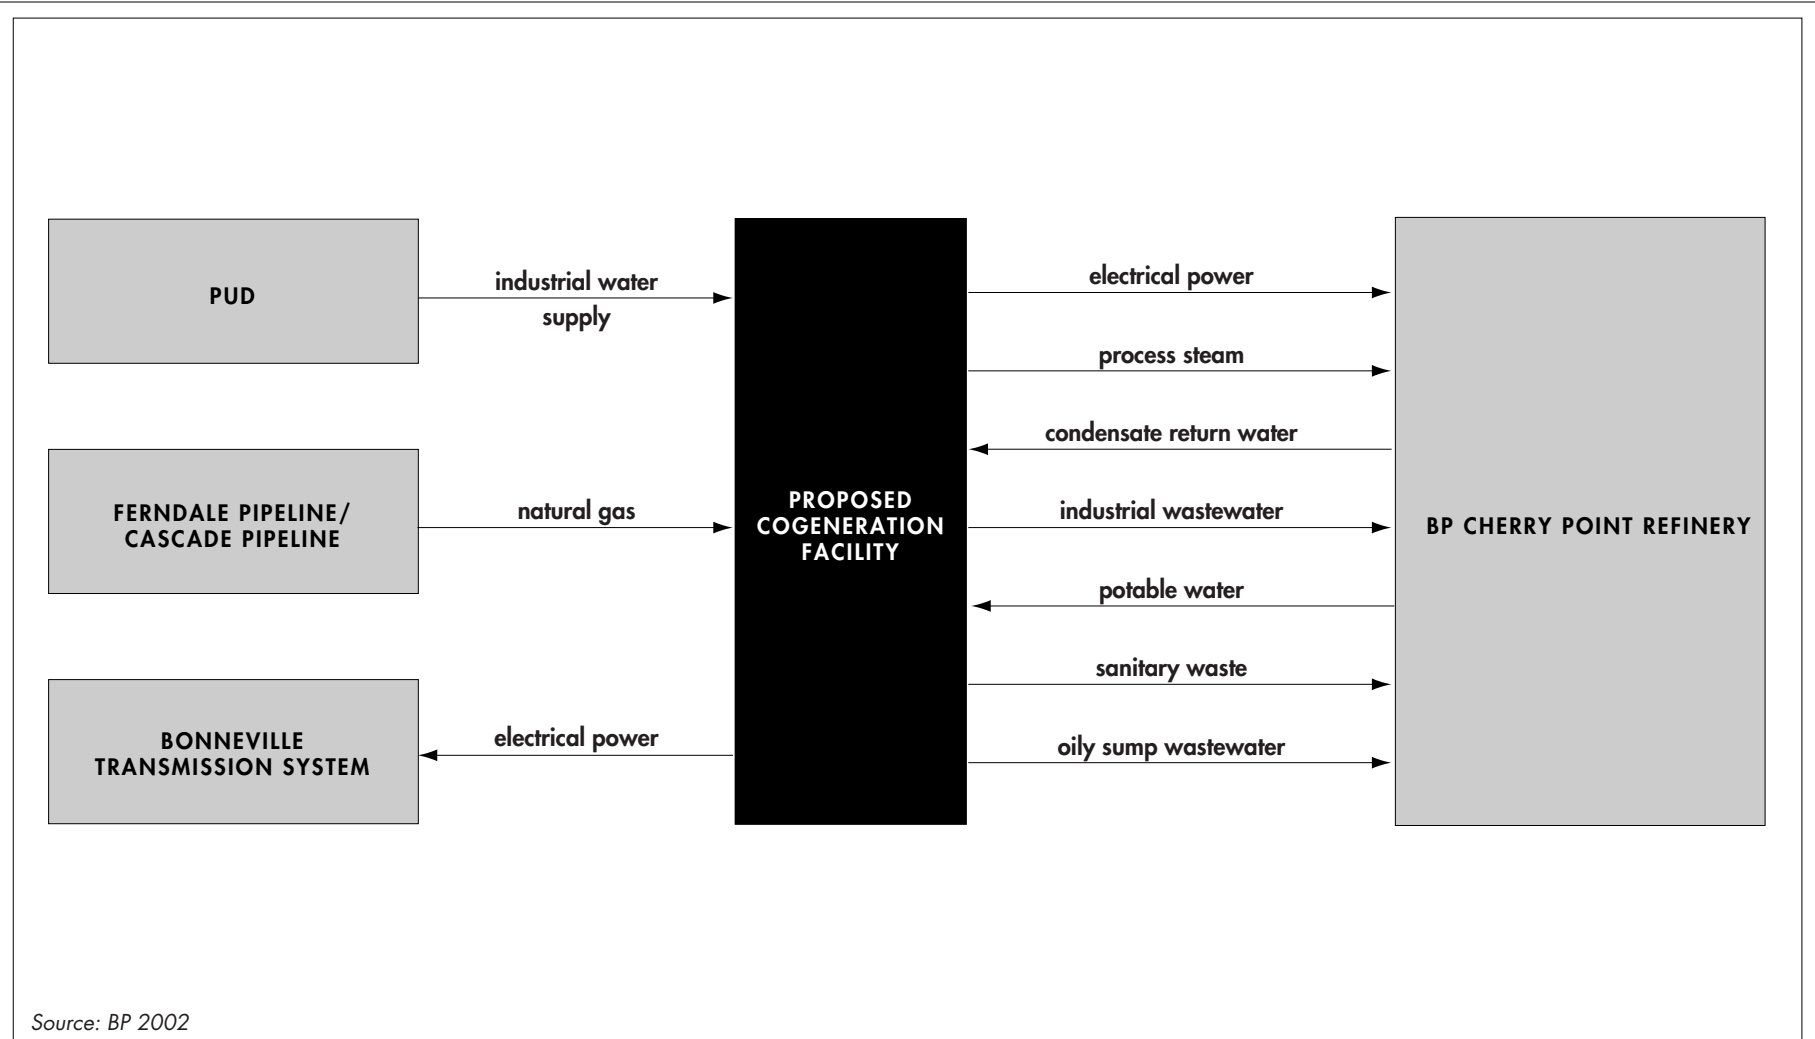 PUD
industrial water
supply
FERNDALE PIPELINE/
CASCADE PIPELINE
natural gas
BONNEVILLE
TRANSMISSION SYSTEM
electrical power
PROPOSED
COGENERATION
FACILITY
electrical power
process steam
condensate return water
industrial wastewater
potable water
sanitary waste
oily sump wastewater
BP CHERRY POINT REFINERY
Source: BP 2002